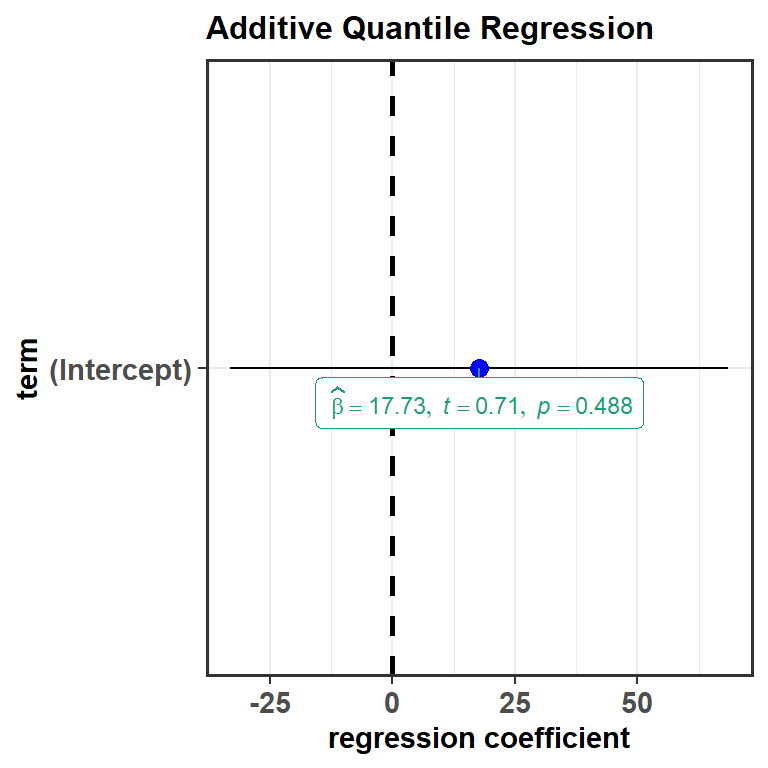 Additive Quantile Regression
term
(Intercept)
β̂ = 17.73, t = 0.71, p = 0.488
-25 0 25 50
regression coefficient